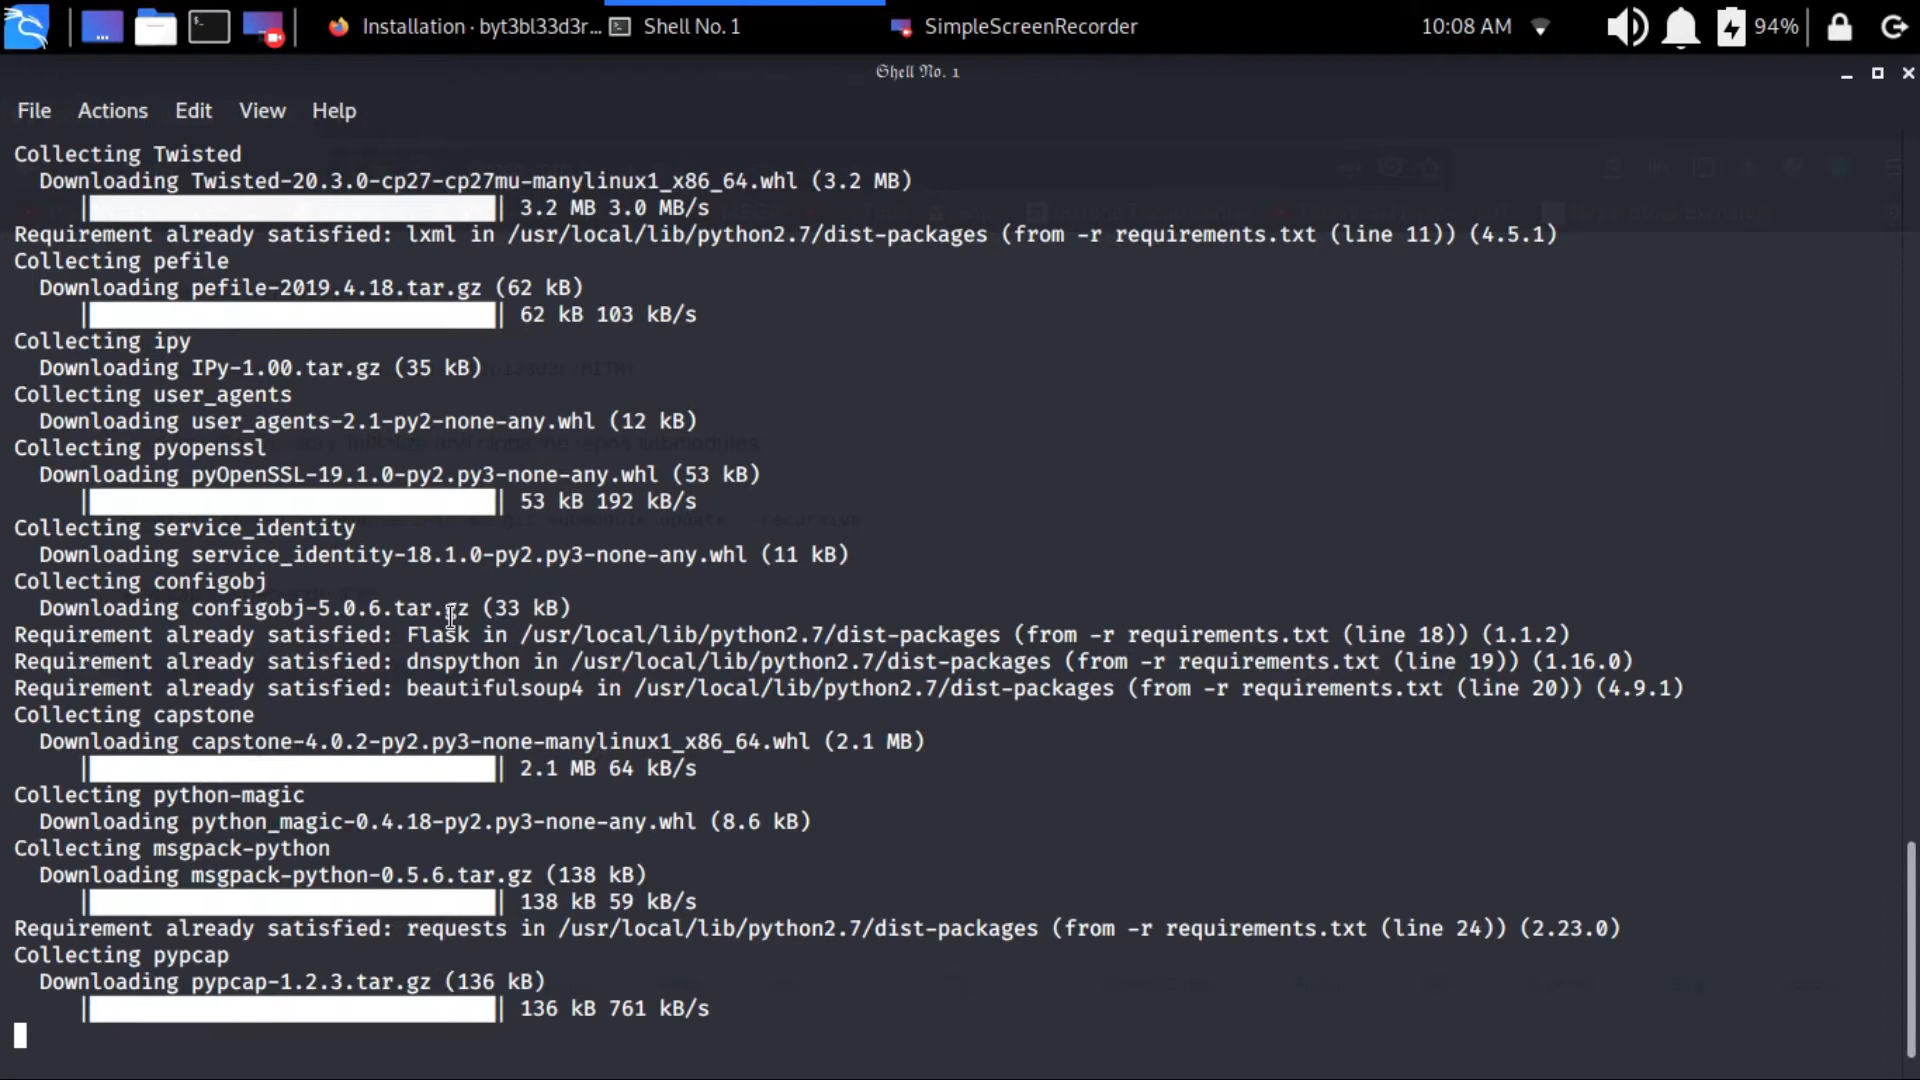 Installation · byt3bl33d3r...
Shell No. 1
SimpleScreenRecorder
10:08 AM
94%
Shell No. 1
File Actions Edit View Help
Collecting Twisted
Downloading Twisted-20.3.0-cp27-cp27mu-manylinux1_x86_64.whl (3.2 MB)
| | 3.2 MB 3.0 MB/s
Requirement already satisfied: lxml in /usr/local/lib/python2.7/dist-packages (from -r requirements.txt (line 11)) (4.5.1)
Collecting pefile
Downloading pefile-2019.4.18.tar.gz (62 kB)
| | 62 kB 103 kB/s
Collecting ipy
Downloading IPy-1.00.tar.gz (35 kB)
Collecting user_agents
Downloading user_agents-2.1-py2-none-any.whl (12 kB)
Collecting pyopenssl
Downloading pyOpenSSL-19.1.0-py2.py3-none-any.whl (53 kB)
| | 53 kB 192 kB/s
Collecting service_identity
Downloading service_identity-18.1.0-py2.py3-none-any.whl (11 kB)
Collecting configobj
Downloading configobj-5.0.6.tar.gz (33 kB)
Requirement already satisfied: Flask in /usr/local/lib/python2.7/dist-packages (from -r requirements.txt (line 18)) (1.1.2)
Requirement already satisfied: dnspython in /usr/local/lib/python2.7/dist-packages (from -r requirements.txt (line 19)) (1.16.0)
Requirement already satisfied: beautifulsoup4 in /usr/local/lib/python2.7/dist-packages (from -r requirements.txt (line 20)) (4.9.1)
Collecting capstone
Downloading capstone-4.0.2-py2.py3-none-manylinux1_x86_64.whl (2.1 MB)
| | 2.1 MB 64 kB/s
Collecting python-magic
Downloading python_magic-0.4.18-py2.py3-none-any.whl (8.6 kB)
Collecting msgpack-python
Downloading msgpack-python-0.5.6.tar.gz (138 kB)
| | 138 kB 59 kB/s
Requirement already satisfied: requests in /usr/local/lib/python2.7/dist-packages (from -r requirements.txt (line 24)) (2.23.0)
Collecting pypcap
Downloading pypcap-1.2.3.tar.gz (136 kB)
| | 136 kB 761 kB/s